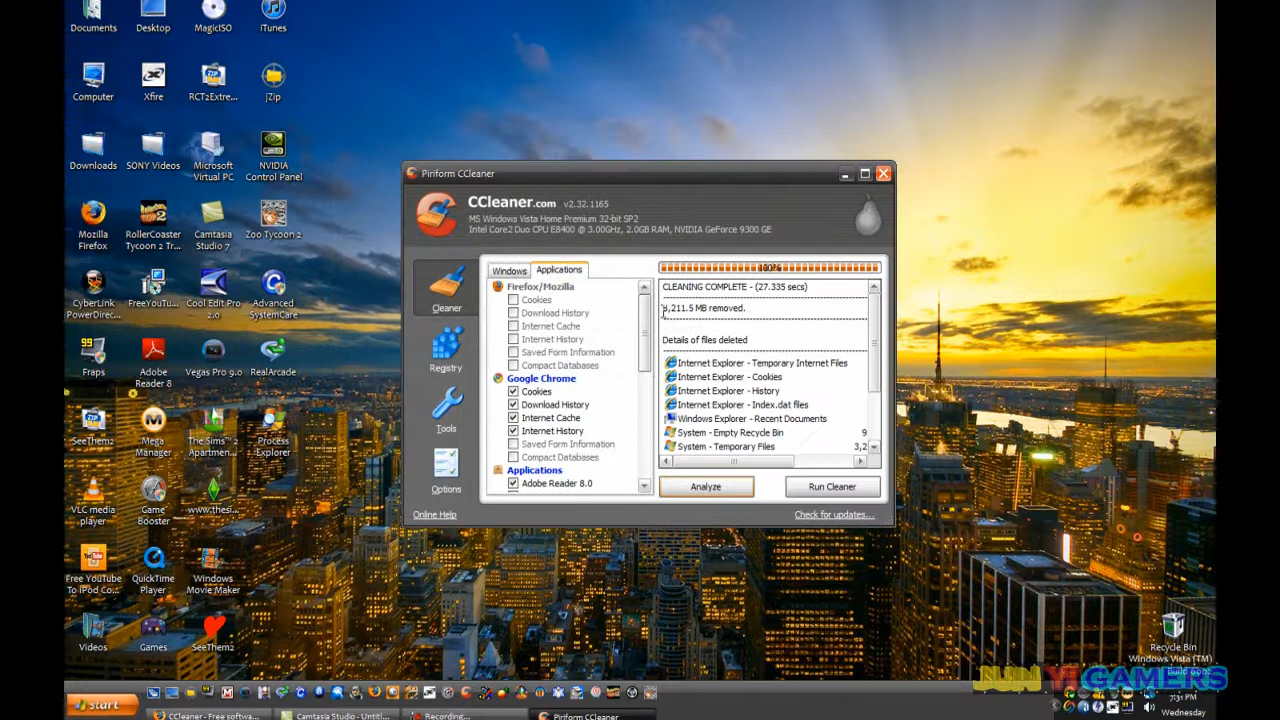 Documents
Desktop
MagicISO
iTunes
Computer
Xfire
RCT2Extre...
jZip
Downloads
SONY Videos
Microsoft Virtual PC
NVIDIA Control Panel
Mozilla Firefox
RollerCoaster Tycoon 2 Tr...
Camtasia Studio 7
Zoo Tycoon 2
CyberLink PowerDirec...
FreeYouTu...
Cool Edit Pro 2.0
Advanced SystemCare
99
Fraps
Adobe Reader 8
Vegas Pro 9.0
RealArcade
SeeThem2
Mega Manager
The Sims™ 2 Apartmen...
Process Explorer
VLC media player
Game Booster
www.thesi...
Free YouTube To iPod Co...
QuickTime Player
Windows Movie Maker
Videos
Games
SeeThem2
Piriform CCleaner
CCleaner.com v2.32.1165
MS Windows Vista Home Premium 32-bit SP2
Intel Core2 Duo CPU E8400 @ 3.00GHz, 2.0GB RAM, NVIDIA GeForce 9300 GE
Cleaner
Registry
Tools
Options
Windows
Applications
Firefox/Mozilla
Cookies
Download History
Internet Cache
Internet History
Saved Form Information
Compact Databases
Google Chrome
Cookies
Download History
Internet Cache
Internet History
Saved Form Information
Compact Databases
Applications
Adobe Reader 8.0
100%
CLEANING COMPLETE - (27.335 secs)
,211.5 MB removed.
Details of files deleted
Internet Explorer - Temporary Internet Files
Internet Explorer - Cookies
Internet Explorer - History
Internet Explorer - Index.dat files
Windows Explorer - Recent Documents
System - Empty Recycle Bin 9
System - Temporary Files 3,2
Analyze
Run Cleaner
Online Help
Check for updates...
Recycle Bin
Windows Vista (TM)
Build
JUNYIGAMERS
start
CCleaner - Free softwa...
Camtasia Studio - Untitl...
Recording...
Piriform CCleaner
7:31 PM
Wednesday